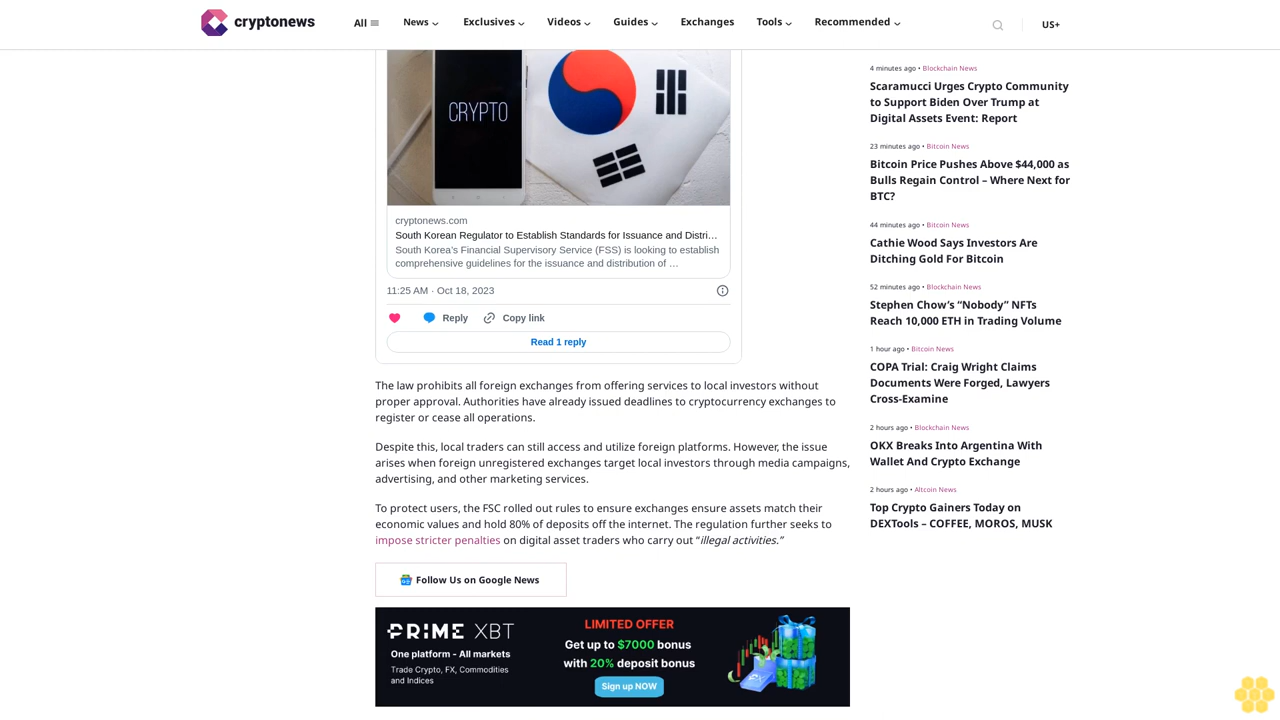 cryptonews
All
News
Exclusives
Videos
Guides
Exchanges
Tools
Recommended
US+
CRYPTO
cryptonews.com
South Korean Regulator to Establish Standards for Issuance and Distri…
South Korea's Financial Supervisory Service (FSS) is looking to establish
comprehensive guidelines for the issuance and distribution of …
11:25 AM · Oct 18, 2023
Reply
Copy link
Read 1 reply
The law prohibits all foreign exchanges from offering services to local investors without
proper approval. Authorities have already issued deadlines to cryptocurrency exchanges to
register or cease all operations.
Despite this, local traders can still access and utilize foreign platforms. However, the issue
arises when foreign unregistered exchanges target local investors through media campaigns,
advertising, and other marketing services.
To protect users, the FSC rolled out rules to ensure exchanges ensure assets match their
economic values and hold 80% of deposits off the internet. The regulation further seeks to
impose stricter penalties on digital asset traders who carry out “illegal activities.”
Follow Us on Google News
PRIME XBT
One platform - All markets
Trade Crypto, FX, Commodities
and Indices
LIMITED OFFER
Get up to $7000 bonus
with 20% deposit bonus
Sign up NOW
4 minutes ago • Blockchain News
Scaramucci Urges Crypto Community
to Support Biden Over Trump at
Digital Assets Event: Report
23 minutes ago • Bitcoin News
Bitcoin Price Pushes Above $44,000 as
Bulls Regain Control – Where Next for
BTC?
44 minutes ago • Bitcoin News
Cathie Wood Says Investors Are
Ditching Gold For Bitcoin
52 minutes ago • Blockchain News
Stephen Chow’s “Nobody” NFTs
Reach 10,000 ETH in Trading Volume
1 hour ago • Bitcoin News
COPA Trial: Craig Wright Claims
Documents Were Forged, Lawyers
Cross-Examine
2 hours ago • Blockchain News
OKX Breaks Into Argentina With
Wallet And Crypto Exchange
2 hours ago • Altcoin News
Top Crypto Gainers Today on
DEXTools – COFFEE, MOROS, MUSK